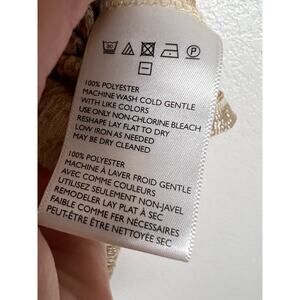 100% POLYESTER
MACHINE WASH COLD GENTLE
WITH LIKE COLORS
USE ONLY NON-CHLORINE BLEACH
RESHAPE LAY FLAT TO DRY
LOW IRON AS NEEDED
MAY BE DRY CLEANED
100% POLYESTER
MACHINE À LAVER FROID GENTLE
AVEC COMME COULEURS
UTILISEZ SEULEMENT NON-JAVEL
REMODELER LAY PLAT À SEC
FAIBLE COMME FER NÉCESSAIRES
PEUT-ÊTRE ÊTRE NETTOYÉE SEC